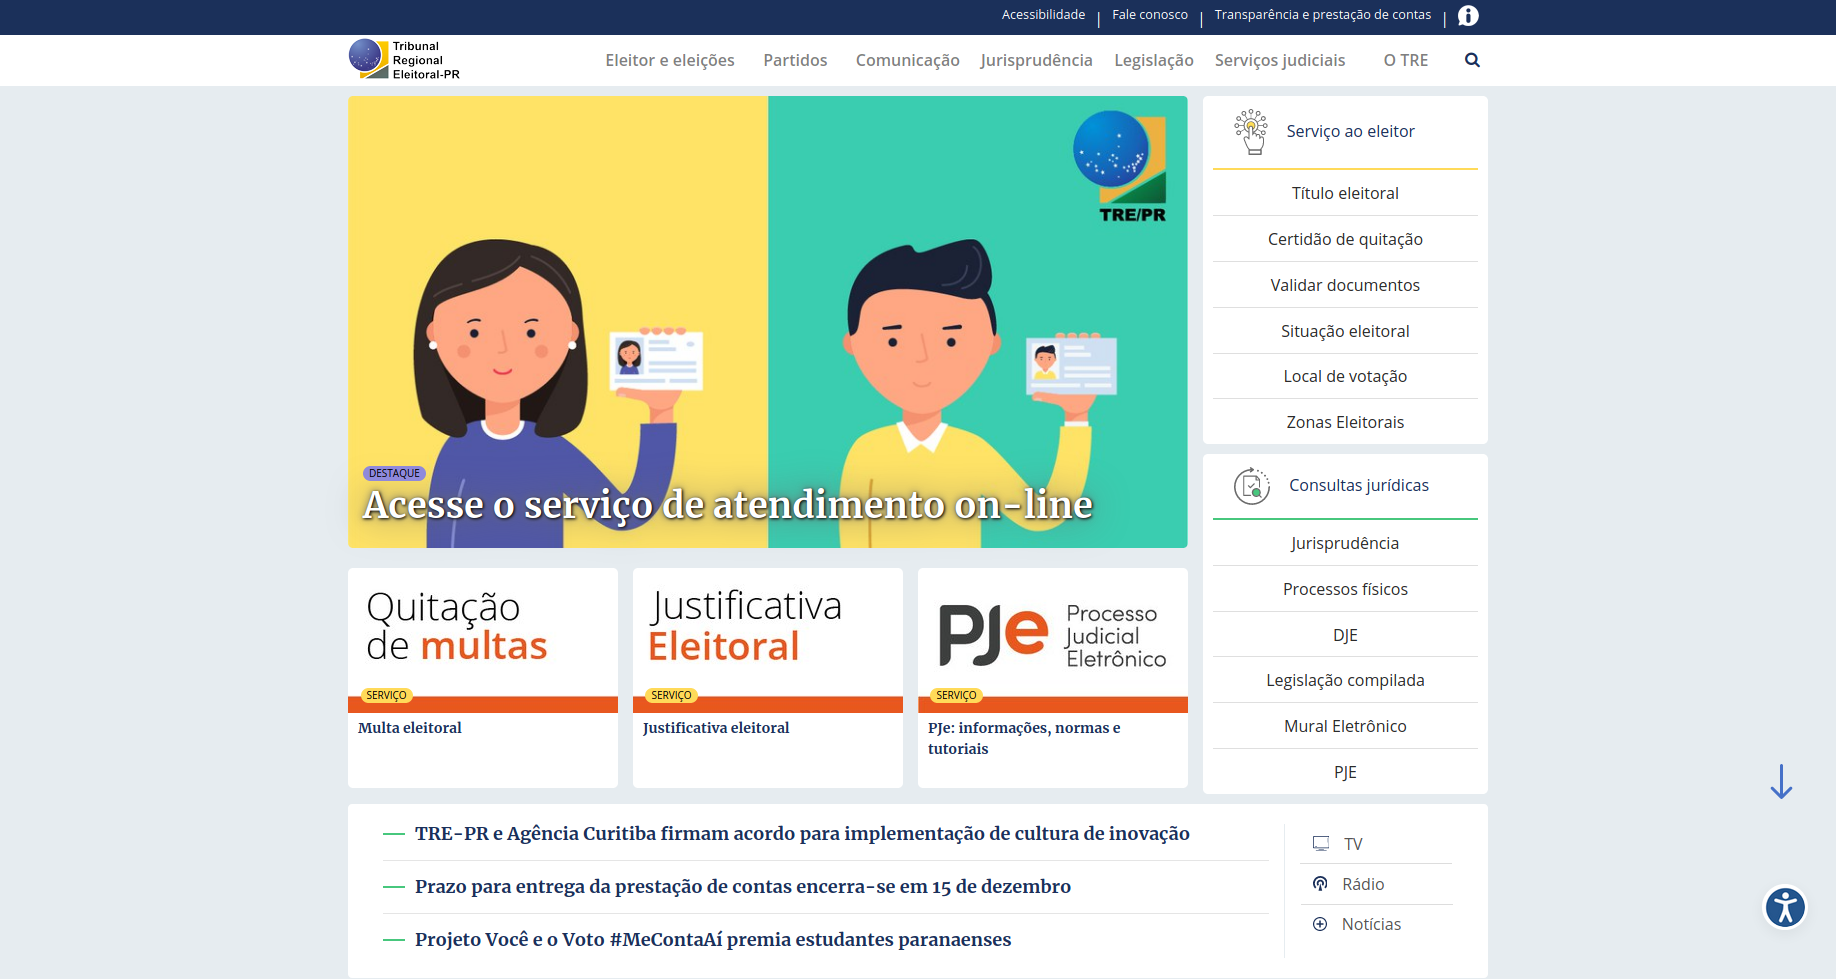 Acessibilidade
Fale conosco
Transparência e prestação de contas
Tribunal
Regional
Eleitoral-PR
Eleitor e eleições
Partidos
Comunicação
Jurisprudência
Legislação
Serviços judiciais
O TRE
TRE/PR
DESTAQUE
Acesse o serviço de atendimento on-line
Quitação
de multas
SERVIÇO
Multa eleitoral
Justificativa
Eleitoral
SERVIÇO
Justificativa eleitoral
PJe Processo
Judicial
Eletrônico
SERVIÇO
PJe: informações, normas e
tutoriais
Serviço ao eleitor
Título eleitoral
Certidão de quitação
Validar documentos
Situação eleitoral
Local de votação
Zonas Eleitorais
Consultas jurídicas
Jurisprudência
Processos físicos
DJE
Legislação compilada
Mural Eletrônico
PJE
TRE-PR e Agência Curitiba firmam acordo para implementação de cultura de inovação
Prazo para entrega da prestação de contas encerra-se em 15 de dezembro
Projeto Você e o Voto #MeContaAí premia estudantes paranaenses
TV
Rádio
Notícias